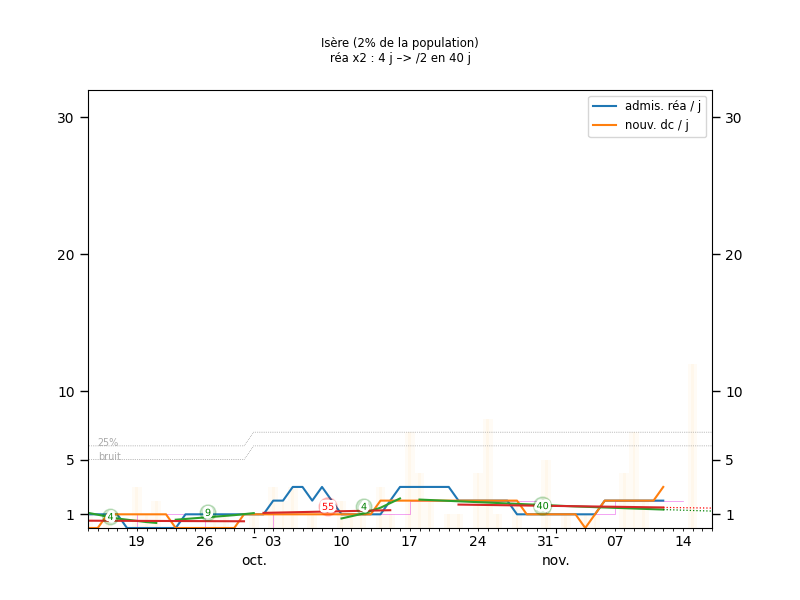 Isère (2% de la population)
réa x2 : 4 j –> /2 en 40 j
admis. réa / j
nouv. dc / j
30 30
20 20
10 10
5 5
1 1
25%
bruit
4 9 55 4 40
19 26 03 10 17 24 31 07 14
oct. nov.